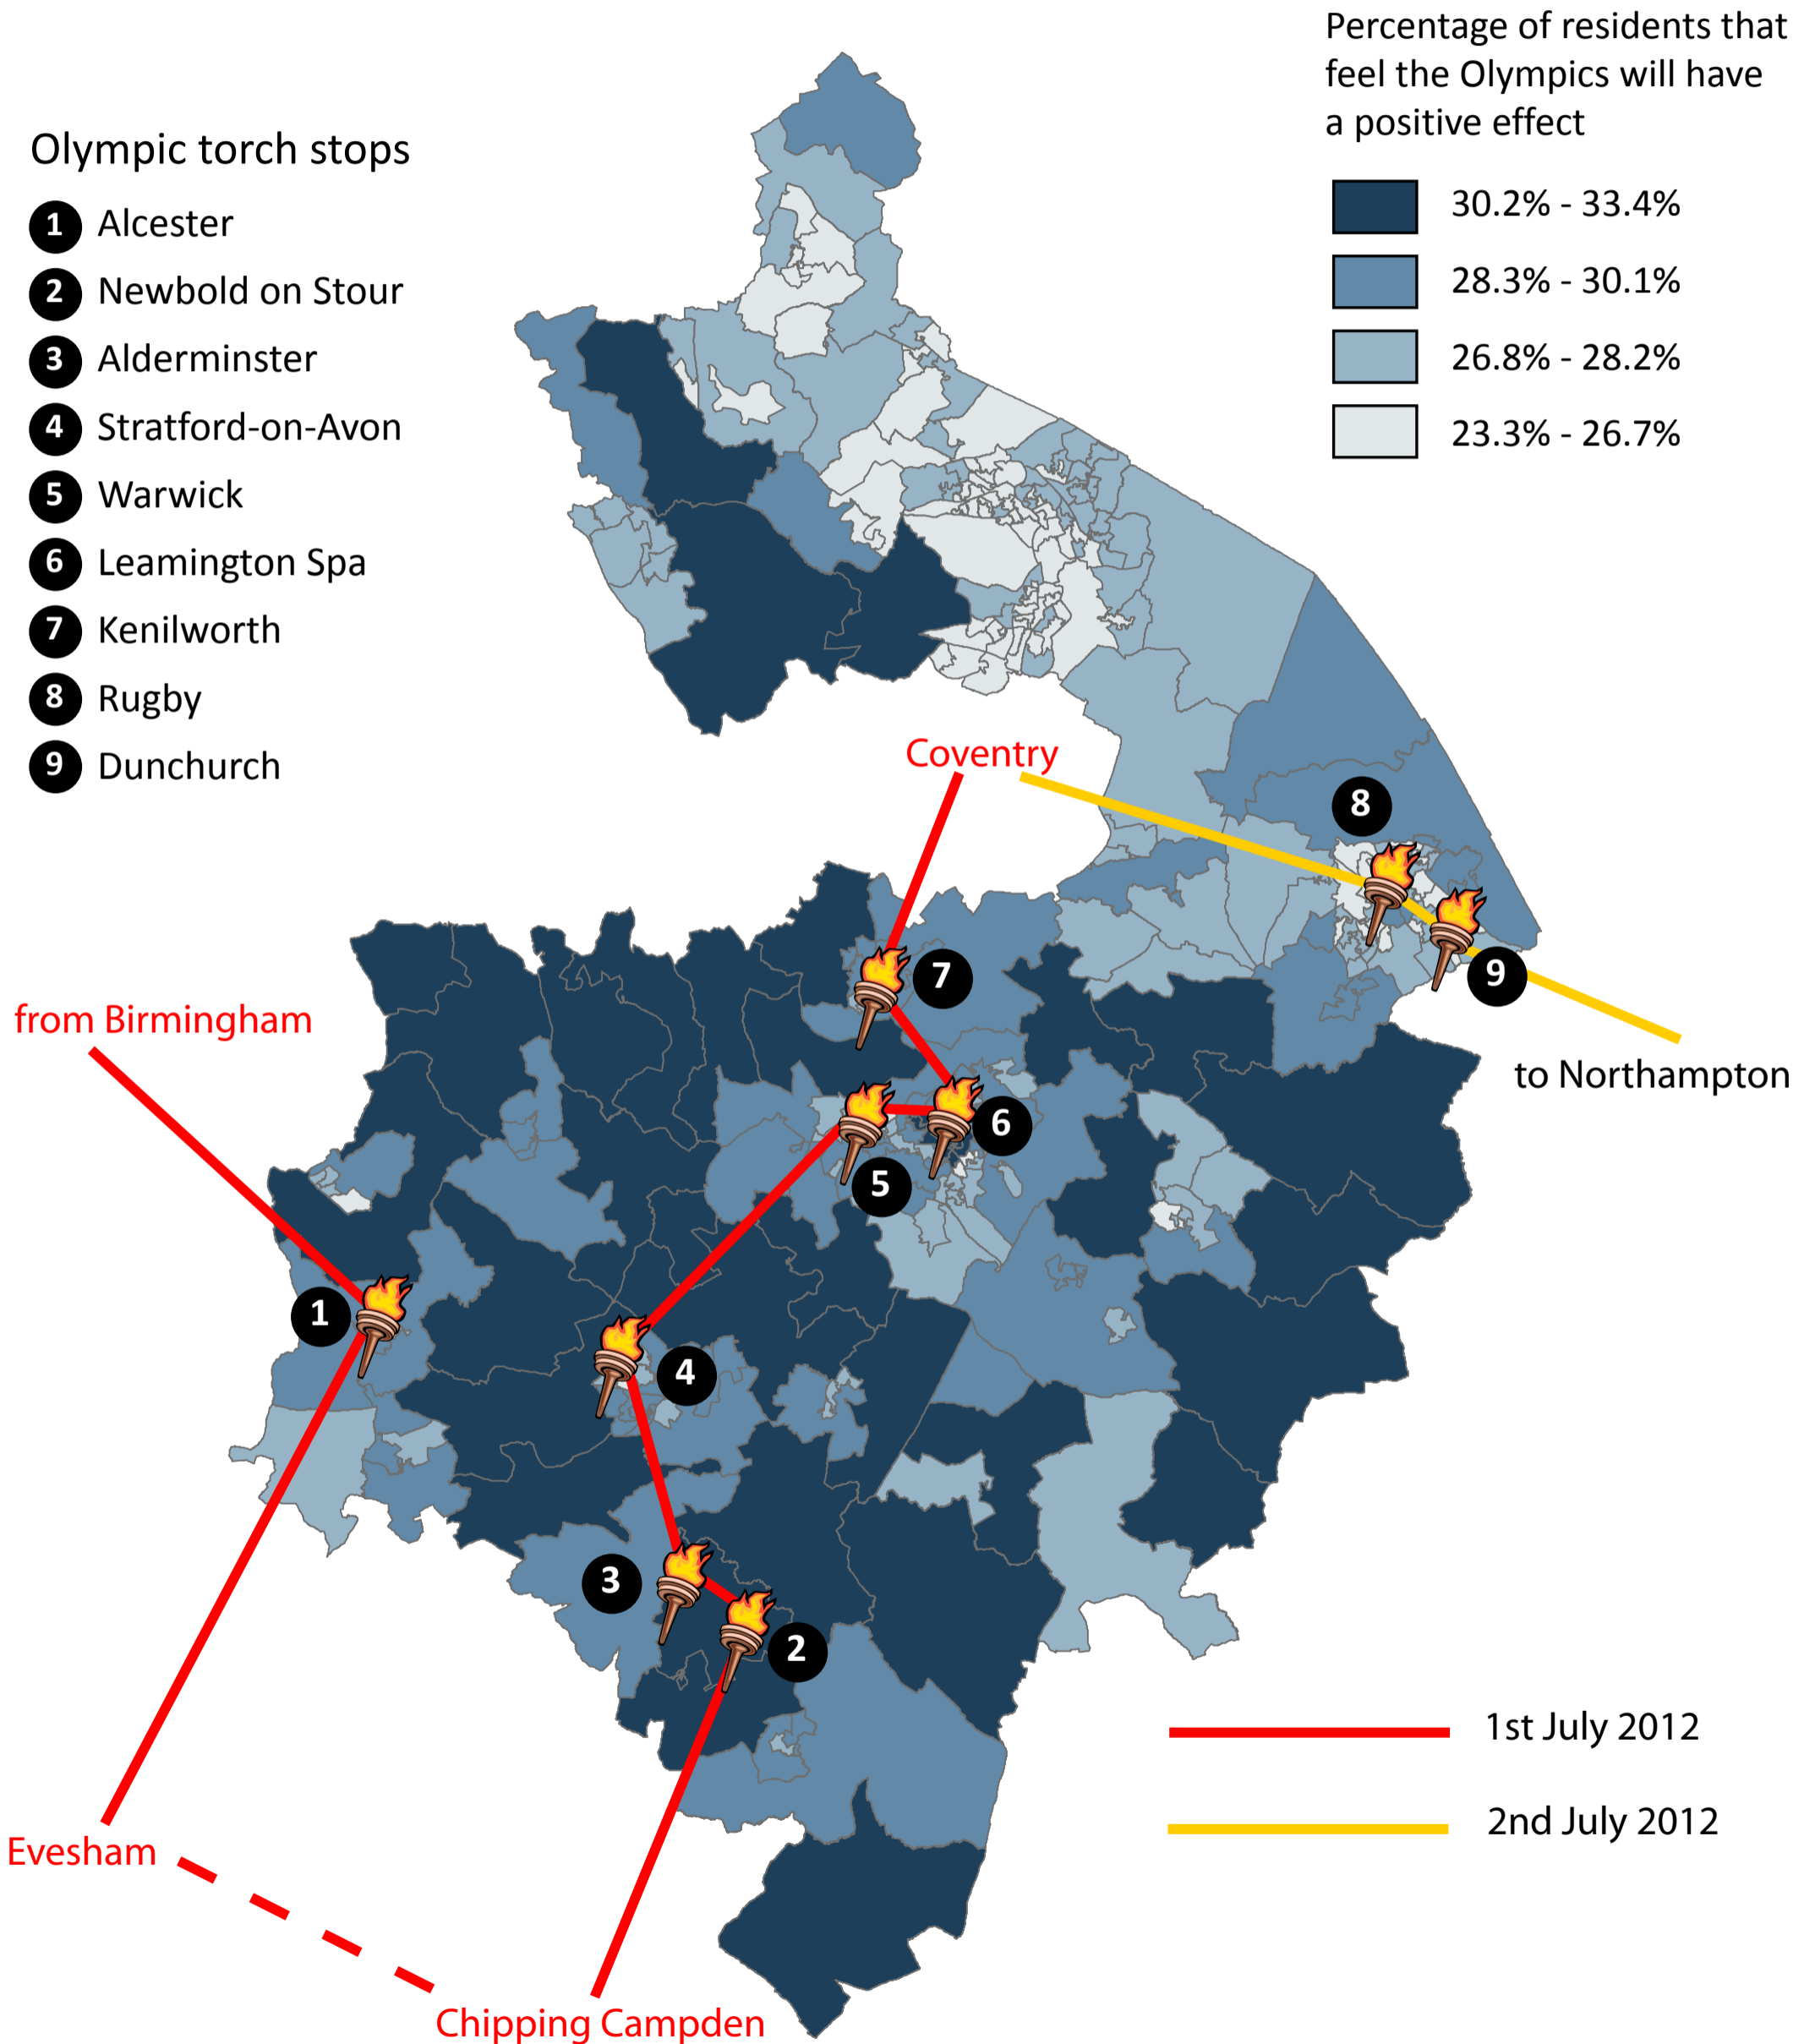 Percentage of residents that
feel the Olympics will have
a positive effect
30.2% - 33.4%
28.3% - 30.1%
26.8% - 28.2%
23.3% - 26.7%
Olympic torch stops
1 Alcester
2 Newbold on Stour
3 Alderminster
4 Stratford-on-Avon
5 Warwick
6 Leamington Spa
7 Kenilworth
8 Rugby
9 Dunchurch
Coventry
8
7
9
from Birmingham
to Northampton
6
5
1
4
3
2
1st July 2012
2nd July 2012
Evesham
Chipping Campden